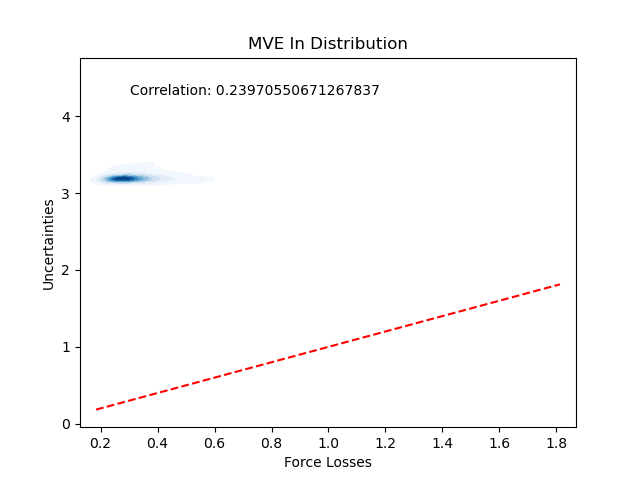 MVE In Distribution
Correlation: 0.23970550671267837
Uncertainties
4
3
2
1
0
0.2 0.4 0.6 0.8 1.0 1.2 1.4 1.6 1.8
Force Losses